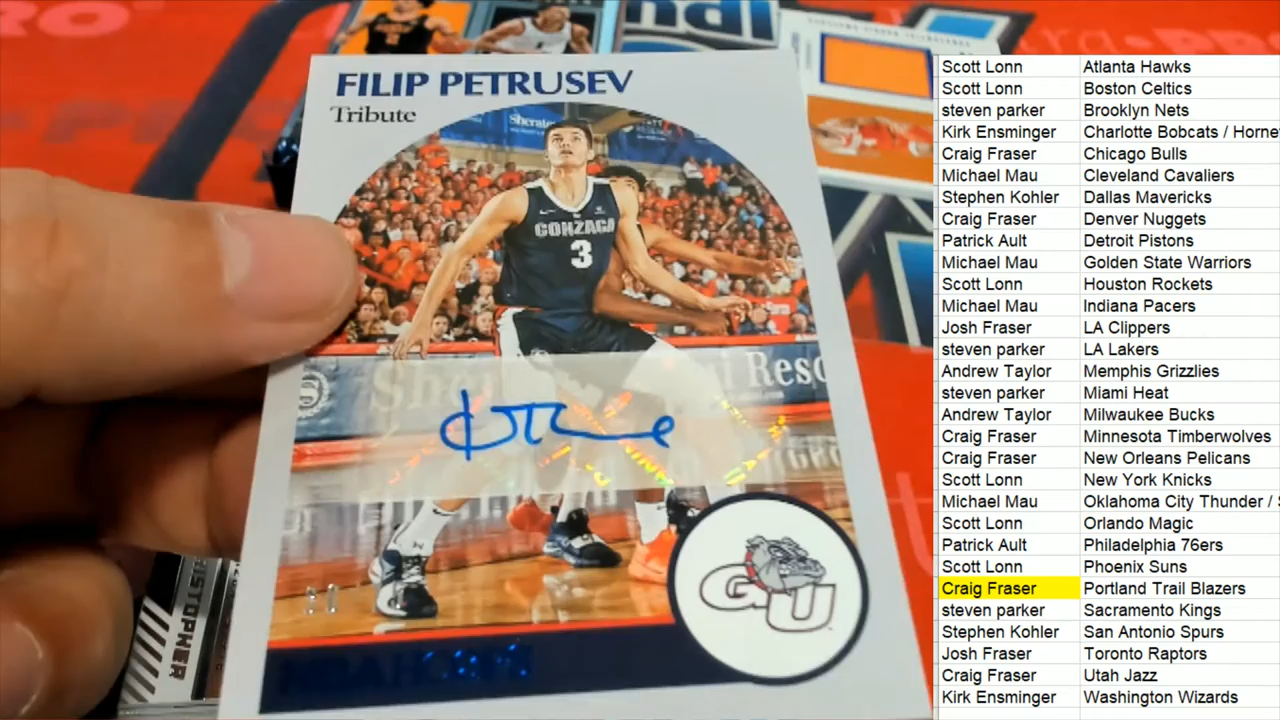 FILIP PETRUSEV
Tribute
Sherat
GONZAGA
3
Reso
GU
STOPHER
Scott Lonn Atlanta Hawks
Scott Lonn Boston Celtics
steven parker Brooklyn Nets
Kirk Ensminger Charlotte Bobcats / Horne
Craig Fraser Chicago Bulls
Michael Mau Cleveland Cavaliers
Stephen Kohler Dallas Mavericks
Craig Fraser Denver Nuggets
Patrick Ault Detroit Pistons
Michael Mau Golden State Warriors
Scott Lonn Houston Rockets
Michael Mau Indiana Pacers
Josh Fraser LA Clippers
steven parker LA Lakers
Andrew Taylor Memphis Grizzlies
steven parker Miami Heat
Andrew Taylor Milwaukee Bucks
Craig Fraser Minnesota Timberwolves
Craig Fraser New Orleans Pelicans
Scott Lonn New York Knicks
Michael Mau Oklahoma City Thunder /
Scott Lonn Orlando Magic
Patrick Ault Philadelphia 76ers
Scott Lonn Phoenix Suns
Craig Fraser Portland Trail Blazers
steven parker Sacramento Kings
Stephen Kohler San Antonio Spurs
Josh Fraser Toronto Raptors
Craig Fraser Utah Jazz
Kirk Ensminger Washington Wizards